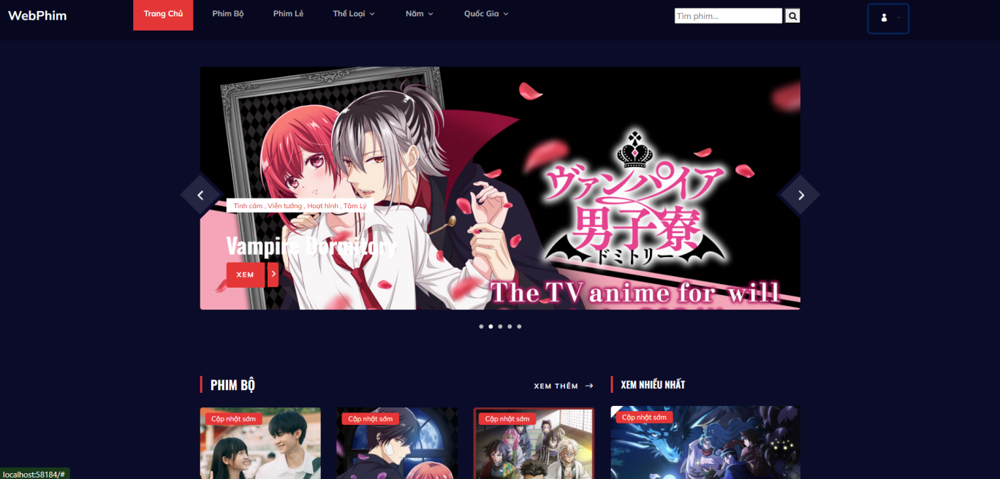 WebPhim
Trang Chủ
Phim Bộ
Phim Lẻ
Thể Loại
Năm
Quốc Gia
Tìm phim...
Tình cảm , Viễn tưởng , Hoạt hình , Tâm Lý
Vampire Dormitory
XEM
ヴァンパイア
男子寮
ドミトリー
The TV anime for will
PHIM BỘ
XEM THÊM
XEM NHIỀU NHẤT
Cập nhật sớm
Cập nhật sớm
Cập nhật sớm
Cập nhật sớm
localhost:58184/#